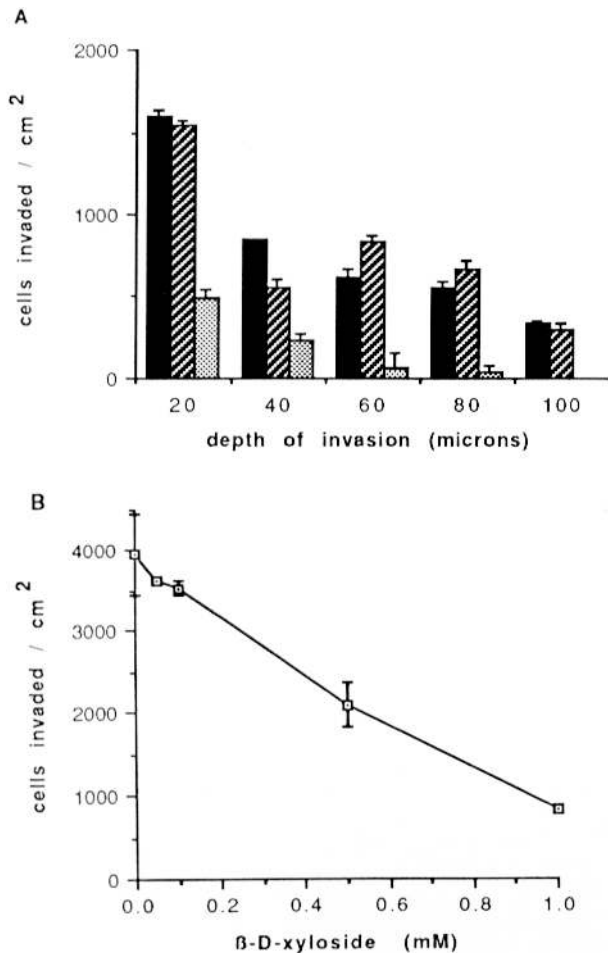 A
2000
1000
0
cells invaded / cm 2
20 40 60 80 100
depth of invasion (microns)
B
4000
3000
2000
1000
0
cells invaded / cm 2
0.0 0.2 0.4 0.6 0.8 1.0
ß-D-xyloside (mM)